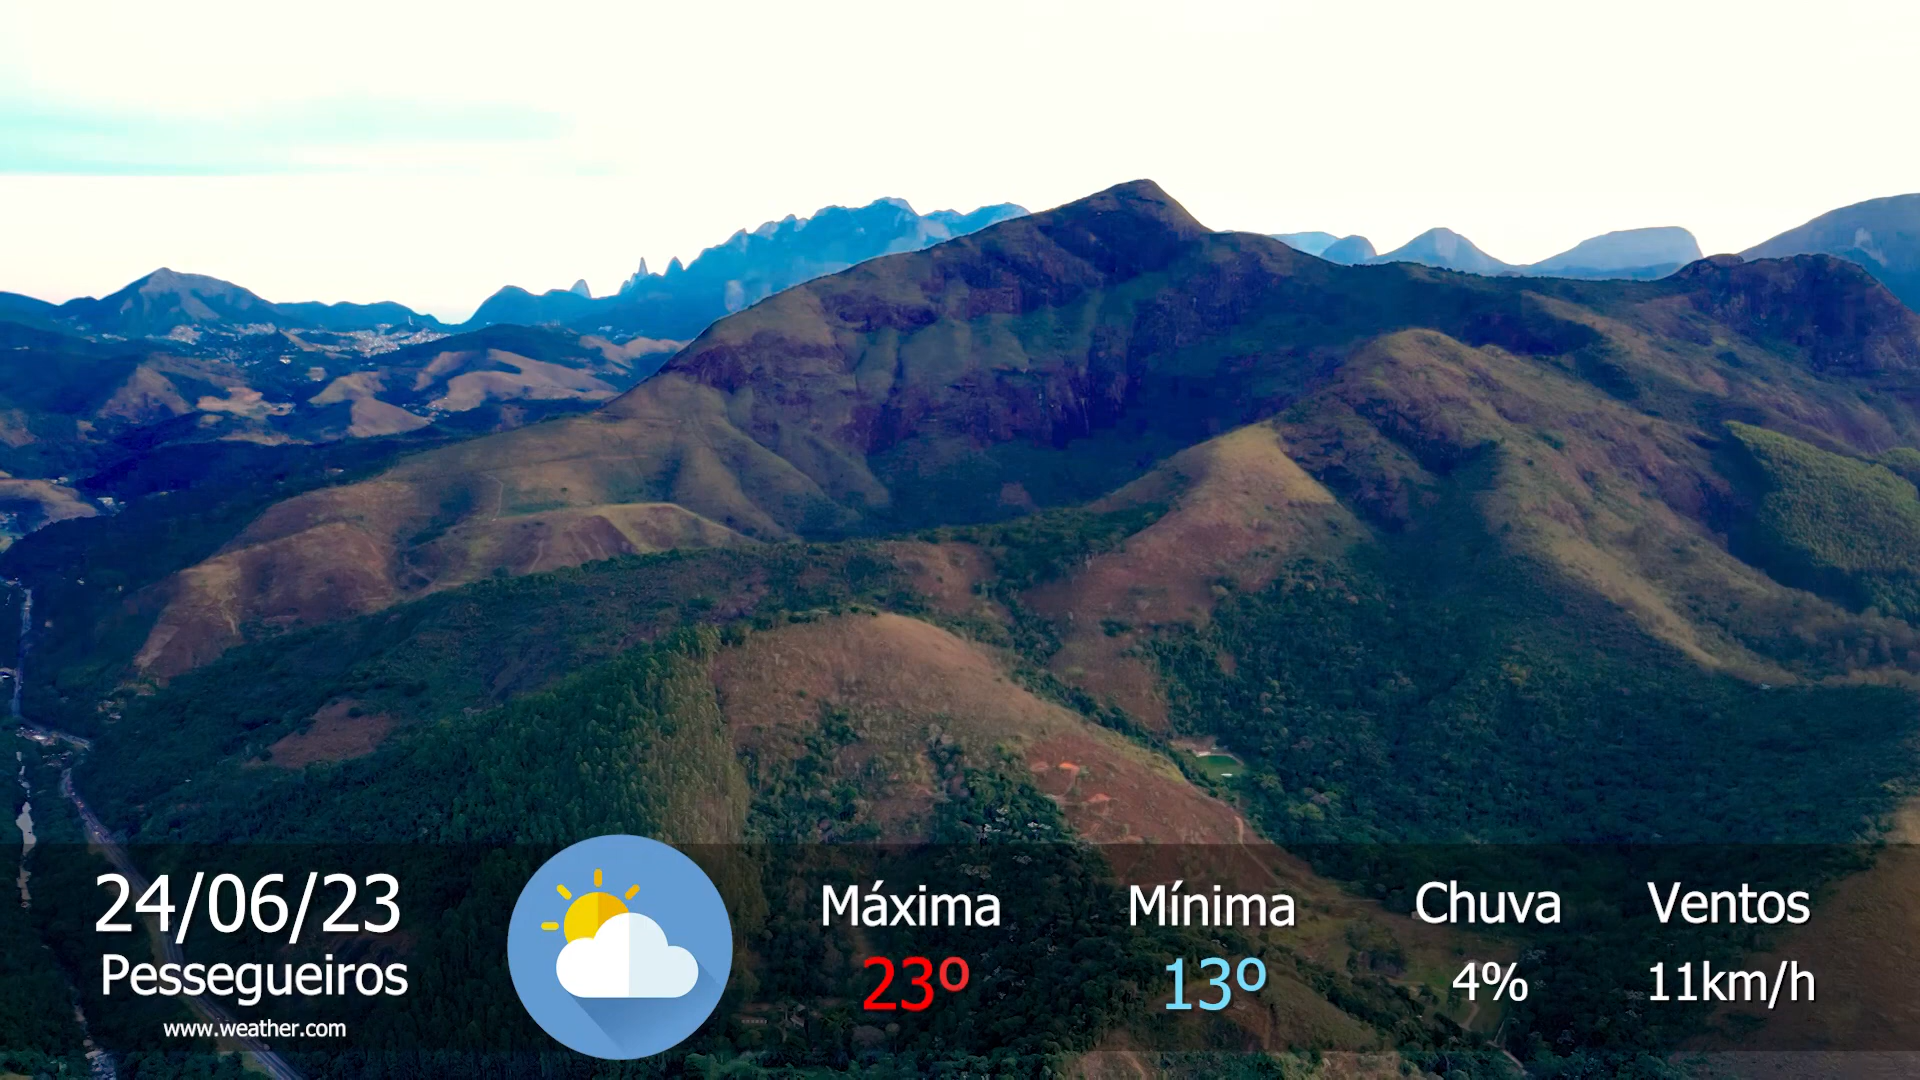 24/06/23
Pessegueiros
www.weather.com
Máxima
23º
Mínima
13º
Chuva
4%
Ventos
11km/h